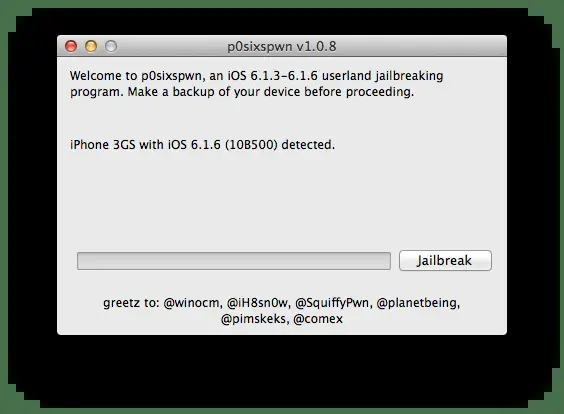 p0sixspwn v1.0.8
Welcome to p0sixspwn, an iOS 6.1.3-6.1.6 userland jailbreaking
program. Make a backup of your device before proceeding.
iPhone 3GS with iOS 6.1.6 (10B500) detected.
Jailbreak
greetz to: @winocm, @iH8sn0w, @SquiffyPwn, @planetbeing,
@pimskeks, @comex